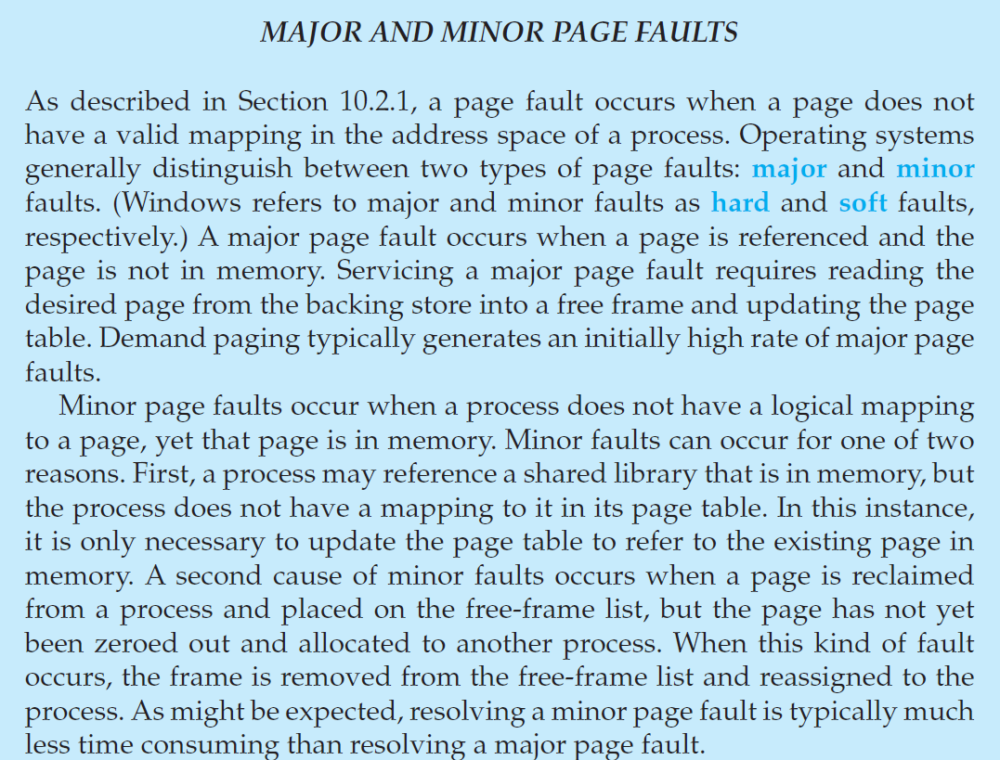 MAJOR AND MINOR PAGE FAULTS
As described in Section 10.2.1, a page fault occurs when a page does not
have a valid mapping in the address space of a process. Operating systems
generally distinguish between two types of page faults: major and minor
faults. (Windows refers to major and minor faults as hard and soft faults,
respectively.) A major page fault occurs when a page is referenced and the
page is not in memory. Servicing a major page fault requires reading the
desired page from the backing store into a free frame and updating the page
table. Demand paging typically generates an initially high rate of major page
faults.
Minor page faults occur when a process does not have a logical mapping
to a page, yet that page is in memory. Minor faults can occur for one of two
reasons. First, a process may reference a shared library that is in memory, but
the process does not have a mapping to it in its page table. In this instance,
it is only necessary to update the page table to refer to the existing page in
memory. A second cause of minor faults occurs when a page is reclaimed
from a process and placed on the free-frame list, but the page has not yet
been zeroed out and allocated to another process. When this kind of fault
occurs, the frame is removed from the free-frame list and reassigned to the
process. As might be expected, resolving a minor page fault is typically much
less time consuming than resolving a major page fault.